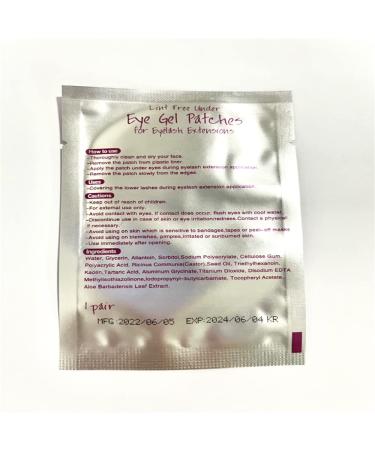 Lint Free Under
Eye Gel Patches
for Eyelash Extensions
How to use
-Thoroughly clean and dry your face.
-Remove the patch from plastic liner.
-Apply the patch under eyes during eyelash extension application.
-Remove the patch slowly from the edges.
Uses
-Covering the lower lashes during eyelash extension application.
Cautions
-Keep out of reach of children.
-For external use only.
-Avoid contact with eyes. If contact does occur, flush eyes with cool water.
-Discontinue use in case of skin or eye irritation/redness. Contact a physician
if necessary.
-Avoid using on skin which is sensitive to bandages,tapes or peel-off masks
-Avoid using on blemishes, pimples,irritated or sunburned skin.
-Use immediately after opening.
Ingredients
Water, Glycerin, Allantoin, Sorbitol,Sodium Polyacrylate, Cellulose Gum,
Polyacrylic Acid, Ricinus Communis(Castor),Seed Oil, Triethylhexanoin,
Kaolin,Tartaric Acid, Aluminum Glycinate,Titanium Dioxide, Disodium EDTA
Methylisothiazolinone,Iodopropynyl-butylcarbamate, Tocopheryl Acetate,
Aloe Barbadensis Leaf Extract.
1 pair
MFG:2022/06/05 EXP:2024/06/04 KR